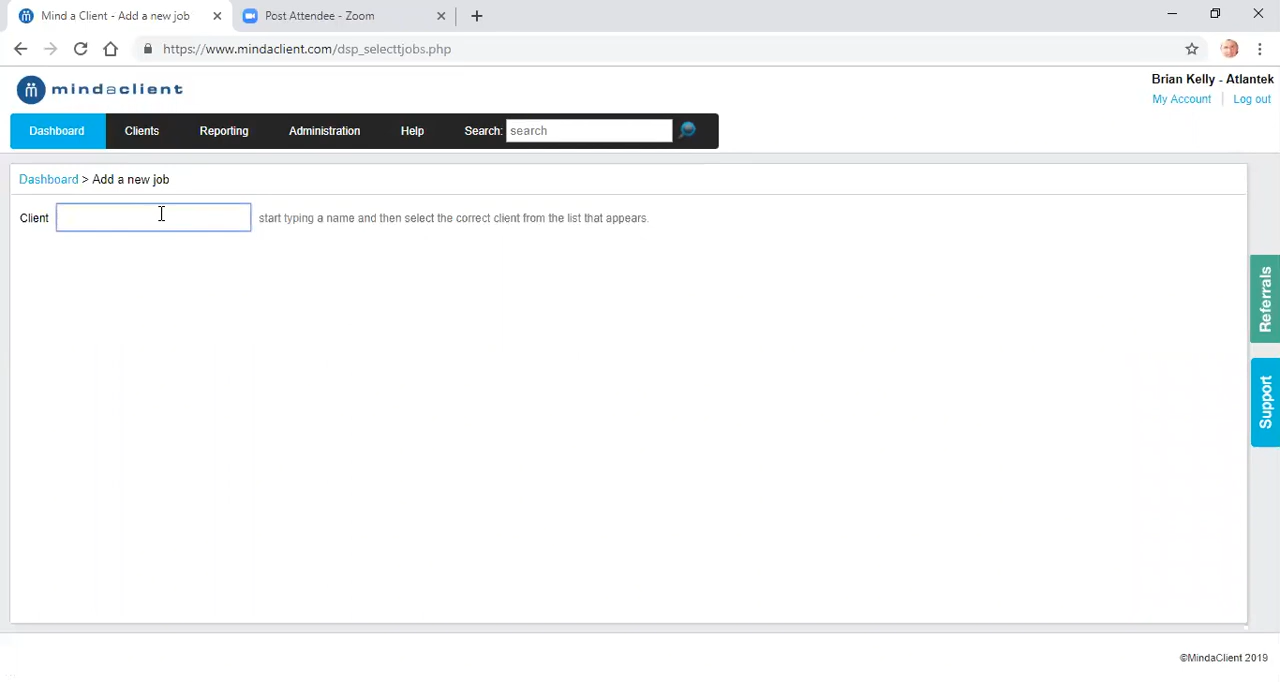 Mind a Client - Add a new job
Post Attendee - Zoom
https://www.mindaclient.com/dsp_selecttjobs.php
mindaclient
Brian Kelly - Atlantek
My Account | Log out
Dashboard Clients Reporting Administration Help Search: search
Dashboard > Add a new job
Client start typing a name and then select the correct client from the list that appears.
Referrals
Support
©MindaClient 2019